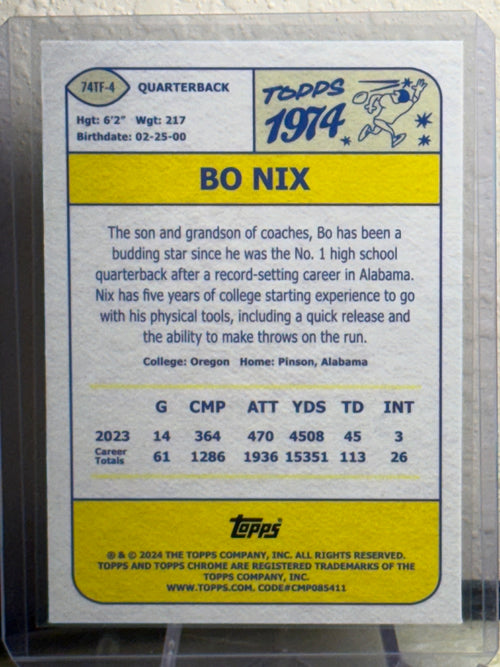 74TF-4 QUARTERBACK
Hgt: 6'2" Wgt: 217
Birthdate: 02-25-00
TOPPS
1974
BO NIX
The son and grandson of coaches, Bo has been a
budding star since he was the No. 1 high school
quarterback after a record-setting career in Alabama.
Nix has five years of college starting experience to go
with his physical tools, including a quick release and
the ability to make throws on the run.
College: Oregon Home: Pinson, Alabama
G CMP ATT YDS TD INT
2023 14 364 470 4508 45 3
Career
Totals 61 1286 1936 15351 113 26
Topps®
® & © 2024 THE TOPPS COMPANY, INC. ALL RIGHTS RESERVED.
TOPPS AND TOPPS CHROME ARE REGISTERED TRADEMARKS OF THE
TOPPS COMPANY, INC.
WWW.TOPPS.COM, CODE#CMP085411